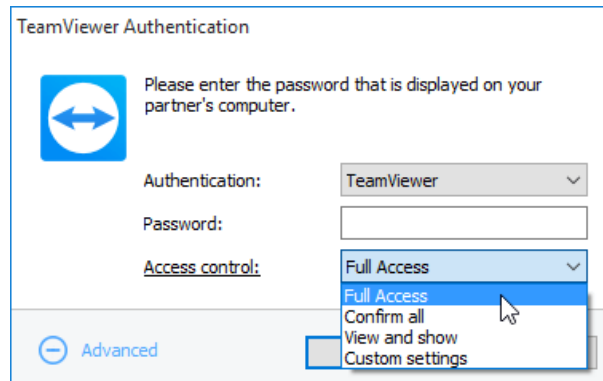 TeamViewer Authentication
Please enter the password that is displayed on your
partner's computer.
Authentication: TeamViewer
Password:
Access control: Full Access
Full Access
Confirm all
View and show
Custom settings
Advanced